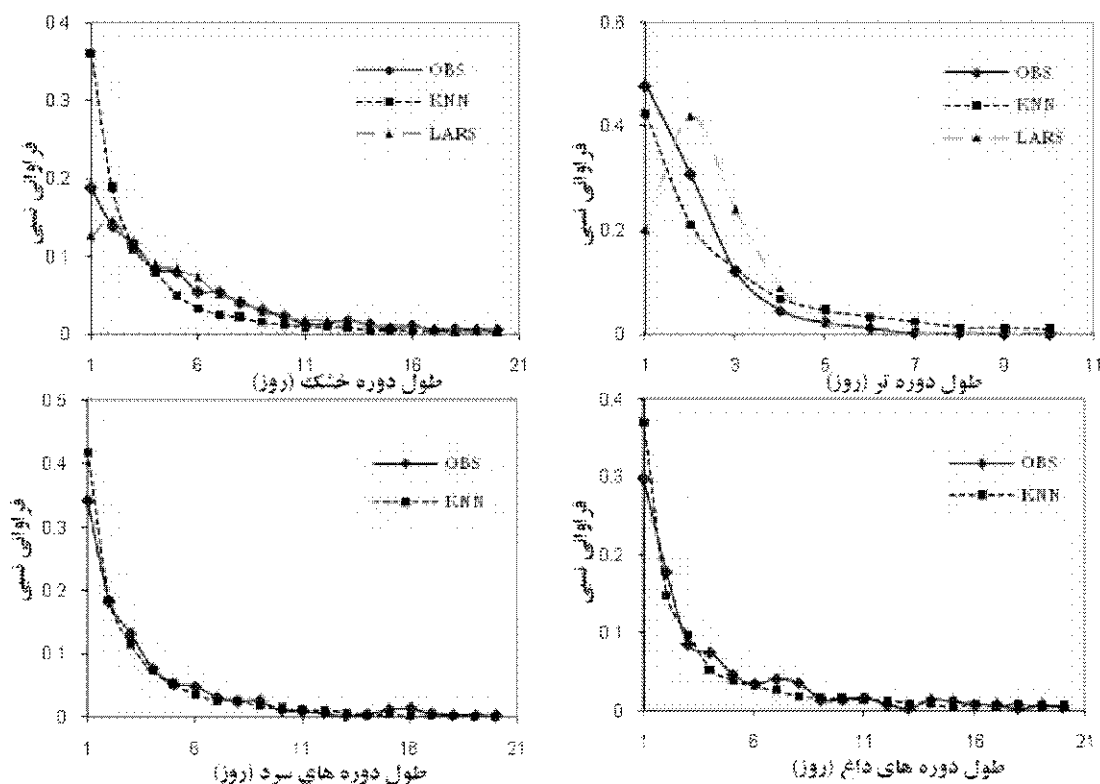 0.4
0.3
0.2
0.1
0
1
6
11
16
21
OBS
KNN
LARS
فراوانی نسبی
طول دوره خشک (روز)
0.6
0.4
0.2
0
1
3
5
7
9
11
OBS
KNN
LARS
فراوانی نسبی
طول دوره تر (روز)
0.5
0.4
0.3
0.2
0.1
0
1
6
11
16
21
OBS
KNN
فراوانی نسبی
طول دوره های سرد (روز)
0.4
0.3
0.2
0.1
0
1
6
11
16
21
OBS
KNN
فراوانی نسبی
طول دوره های داغ (روز)